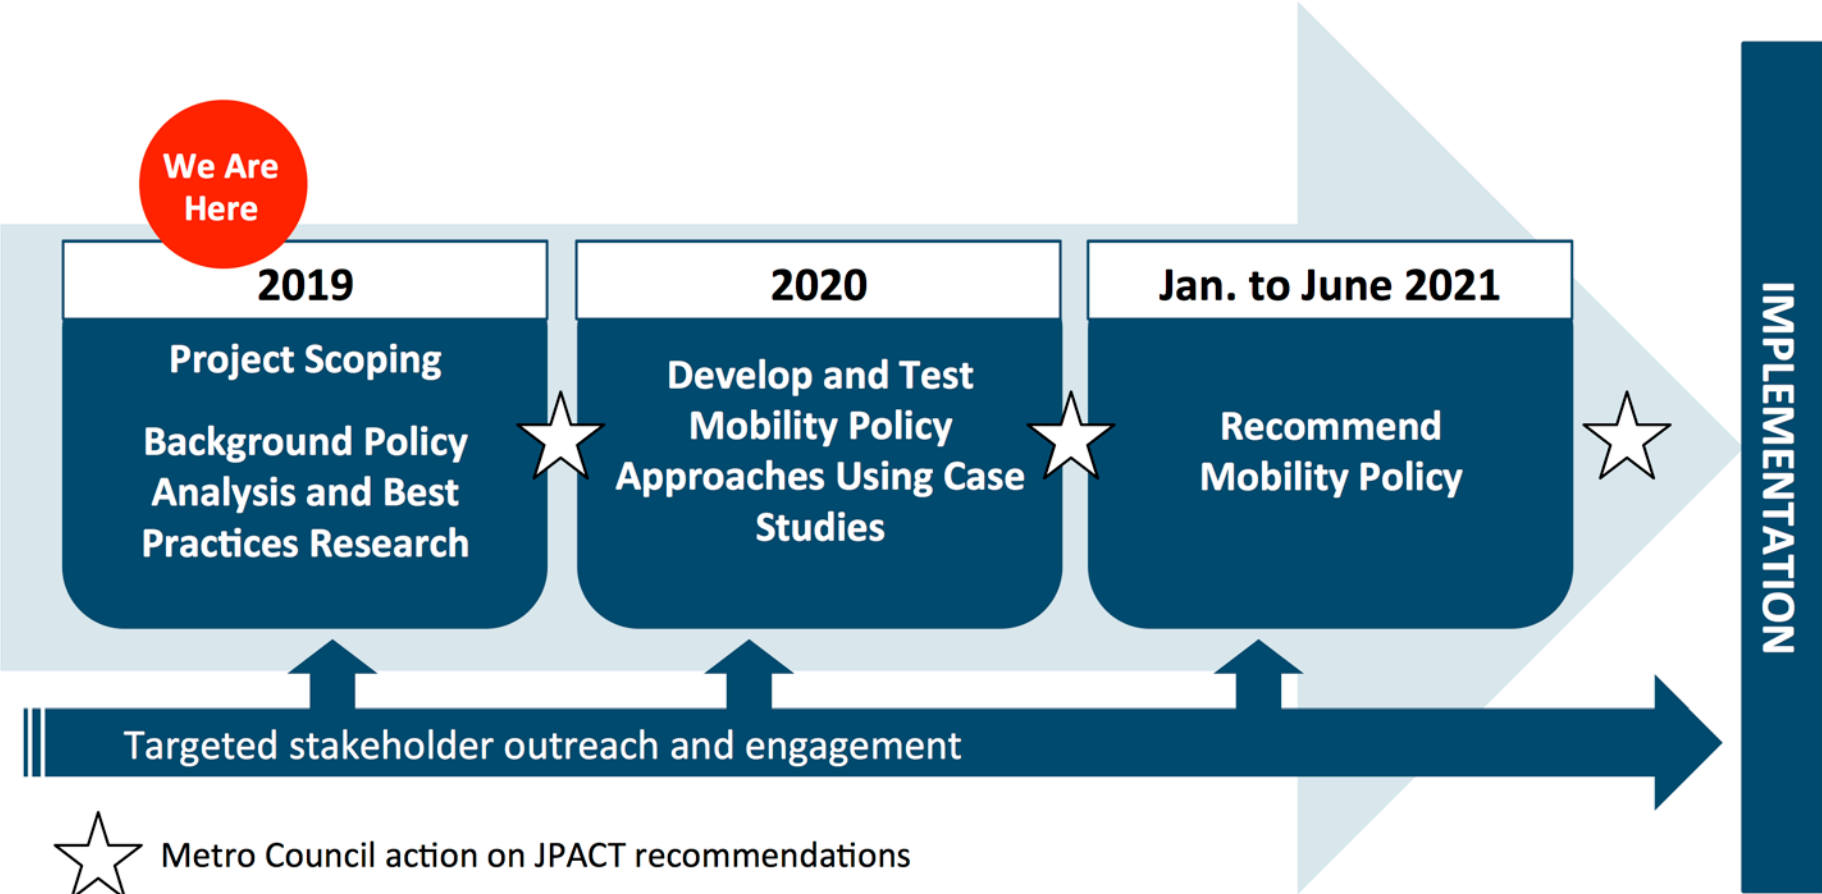 We Are
Here
2019
Project Scoping
Background Policy
Analysis and Best
Practices Research
2020
Develop and Test
Mobility Policy
Approaches Using Case
Studies
Jan. to June 2021
Recommend
Mobility Policy
IMPLEMENTATION
Targeted stakeholder outreach and engagement
Metro Council action on JPACT recommendations